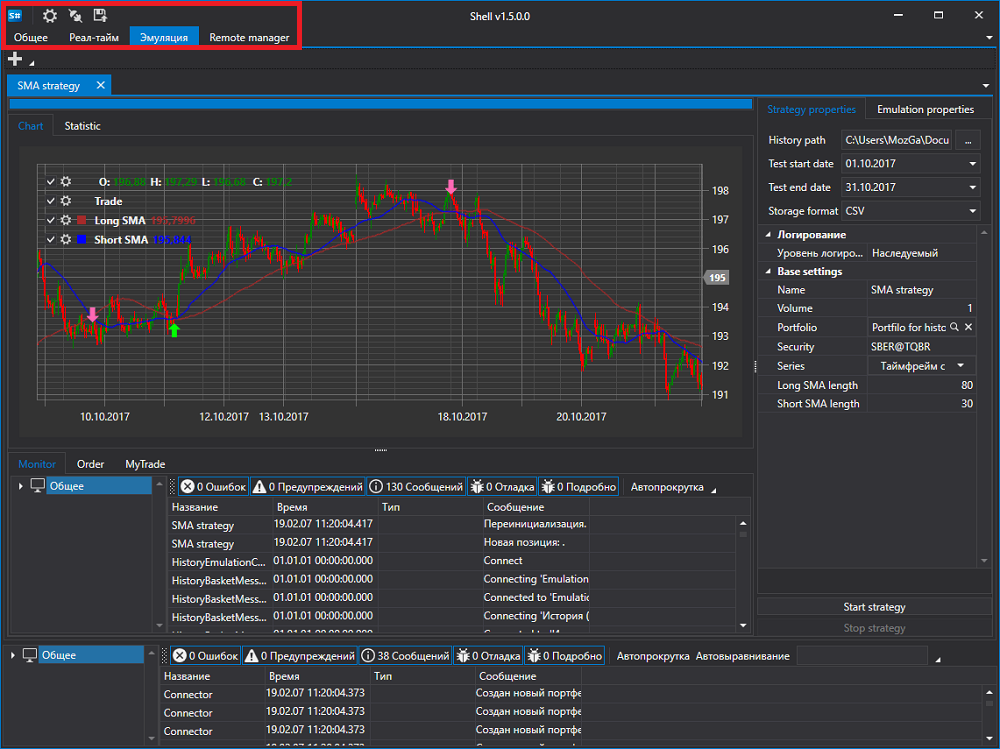 S#
Shell v1.5.0.0
Общее Реал-тайм Эмуляция Remote manager
SMA strategy
Chart Statistic
O: 196,88 H: 197,29 L: 196,68 C: 197,2
Trade
Long SMA 193,7996
Short SMA 195,844
198
197
196
195
194
193
192
191
10.10.2017 12.10.2017 13.10.2017 18.10.2017 20.10.2017
Strategy properties Emulation properties
History path C:\Users\MozGa\Docu ...
Test start date 01.10.2017
Test end date 31.10.2017
Storage format CSV
Логирование
Уровень логиро... Наследуемый
Base settings
Name SMA strategy
Volume 1
Portfolio Portfilo for histo
Security SBER@TQBR
Series Таймфрейм с
Long SMA length 80
Short SMA length 30
Start strategy
Stop strategy
Monitor Order MyTrade
Общее
0 Ошибок 0 Предупреждений 130 Сообщений 0 Отладка 0 Подробно Автопрокрутка
Название Время Тип Сообщение
SMA strategy 19.02.07 11:20:04.417 Переинициализация.
SMA strategy 19.02.07 11:20:04.417 Новая позиция: .
HistoryEmulationC... 01.01.01 00:00:00.000 Connect
HistoryBasketMess... 01.01.01 00:00:00.000 Connecting 'Emulation
HistoryBasketMess... 01.01.01 00:00:00.000 Connected to 'Emulatio
HistoryBasketMess... 01.01.01 00:00:00.000 Connecting 'История (
Общее
0 Ошибок 0 Предупреждений 38 Сообщений 0 Отладка 0 Подробно Автопрокрутка Автовыравнивание
Название Время Тип Сообщение
Connector 19.02.07 11:20:04.373 Создан новый портфе
Connector 19.02.07 11:20:04.373 Создан новый портфе
Connector 19.02.07 11:20:04.373 Создан новый портфе